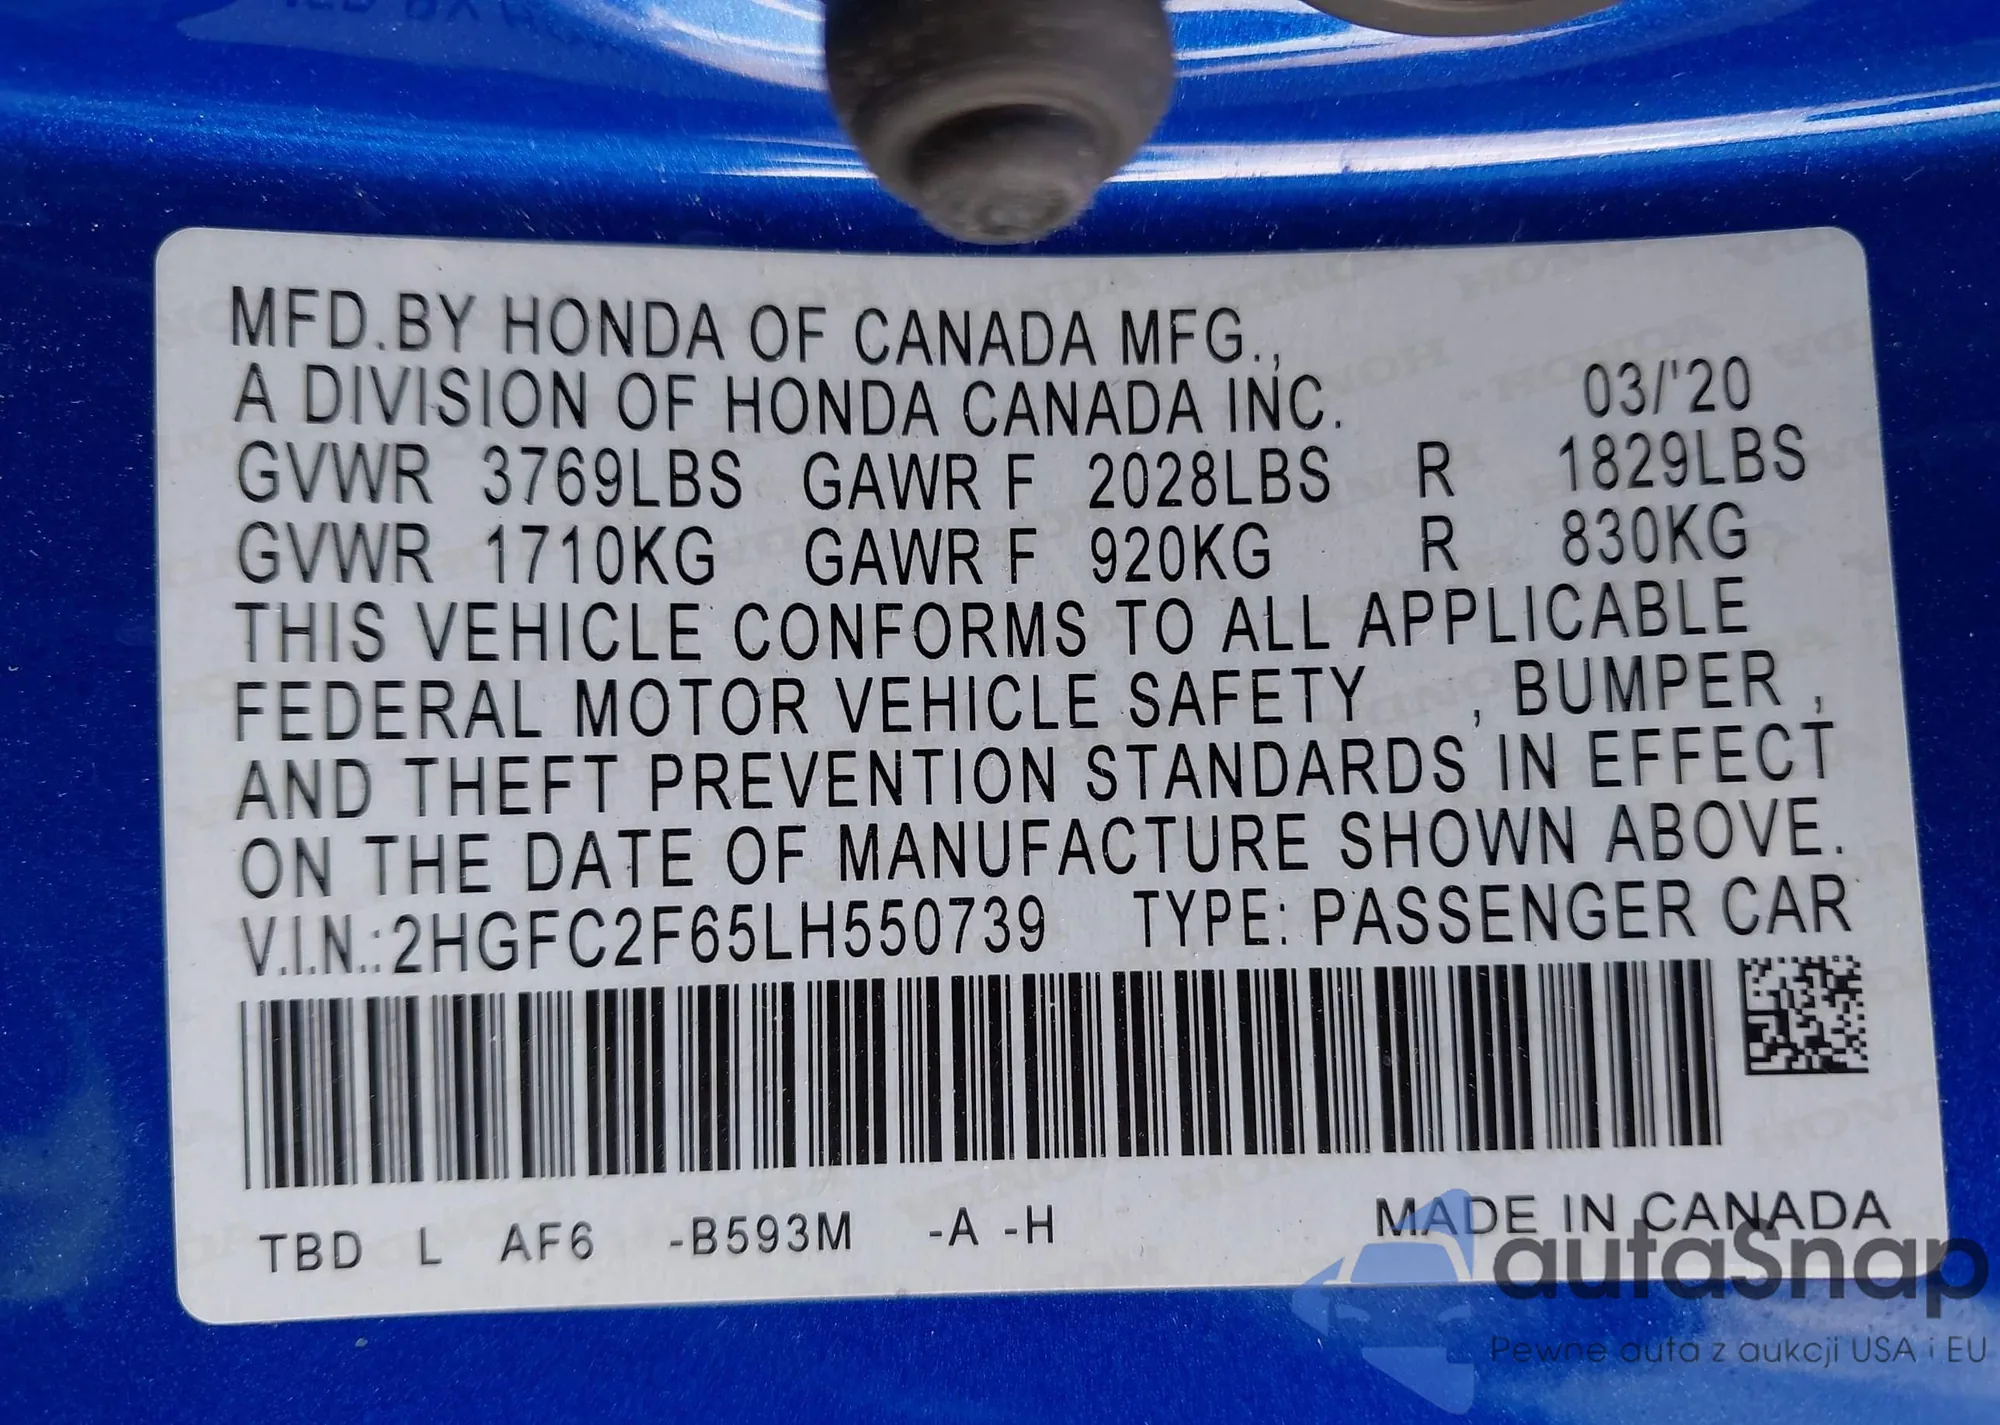 MFD.BY HONDA OF CANADA MFG.,
A DIVISION OF HONDA CANADA INC. 03/'20
GVWR 3769LBS GAWR F 2028LBS R 1829LBS
GVWR 1710KG GAWR F 920KG R 830KG
THIS VEHICLE CONFORMS TO ALL APPLICABLE
FEDERAL MOTOR VEHICLE SAFETY , BUMPER ,
AND THEFT PREVENTION STANDARDS IN EFFECT
ON THE DATE OF MANUFACTURE SHOWN ABOVE.
V.I.N.:2HGFC2F65LH550739 TYPE: PASSENGER CAR
TBD L AF6 -B593M -A -H MADE IN CANADA
autaSnap
Pewne auta z aukcji USA i EU